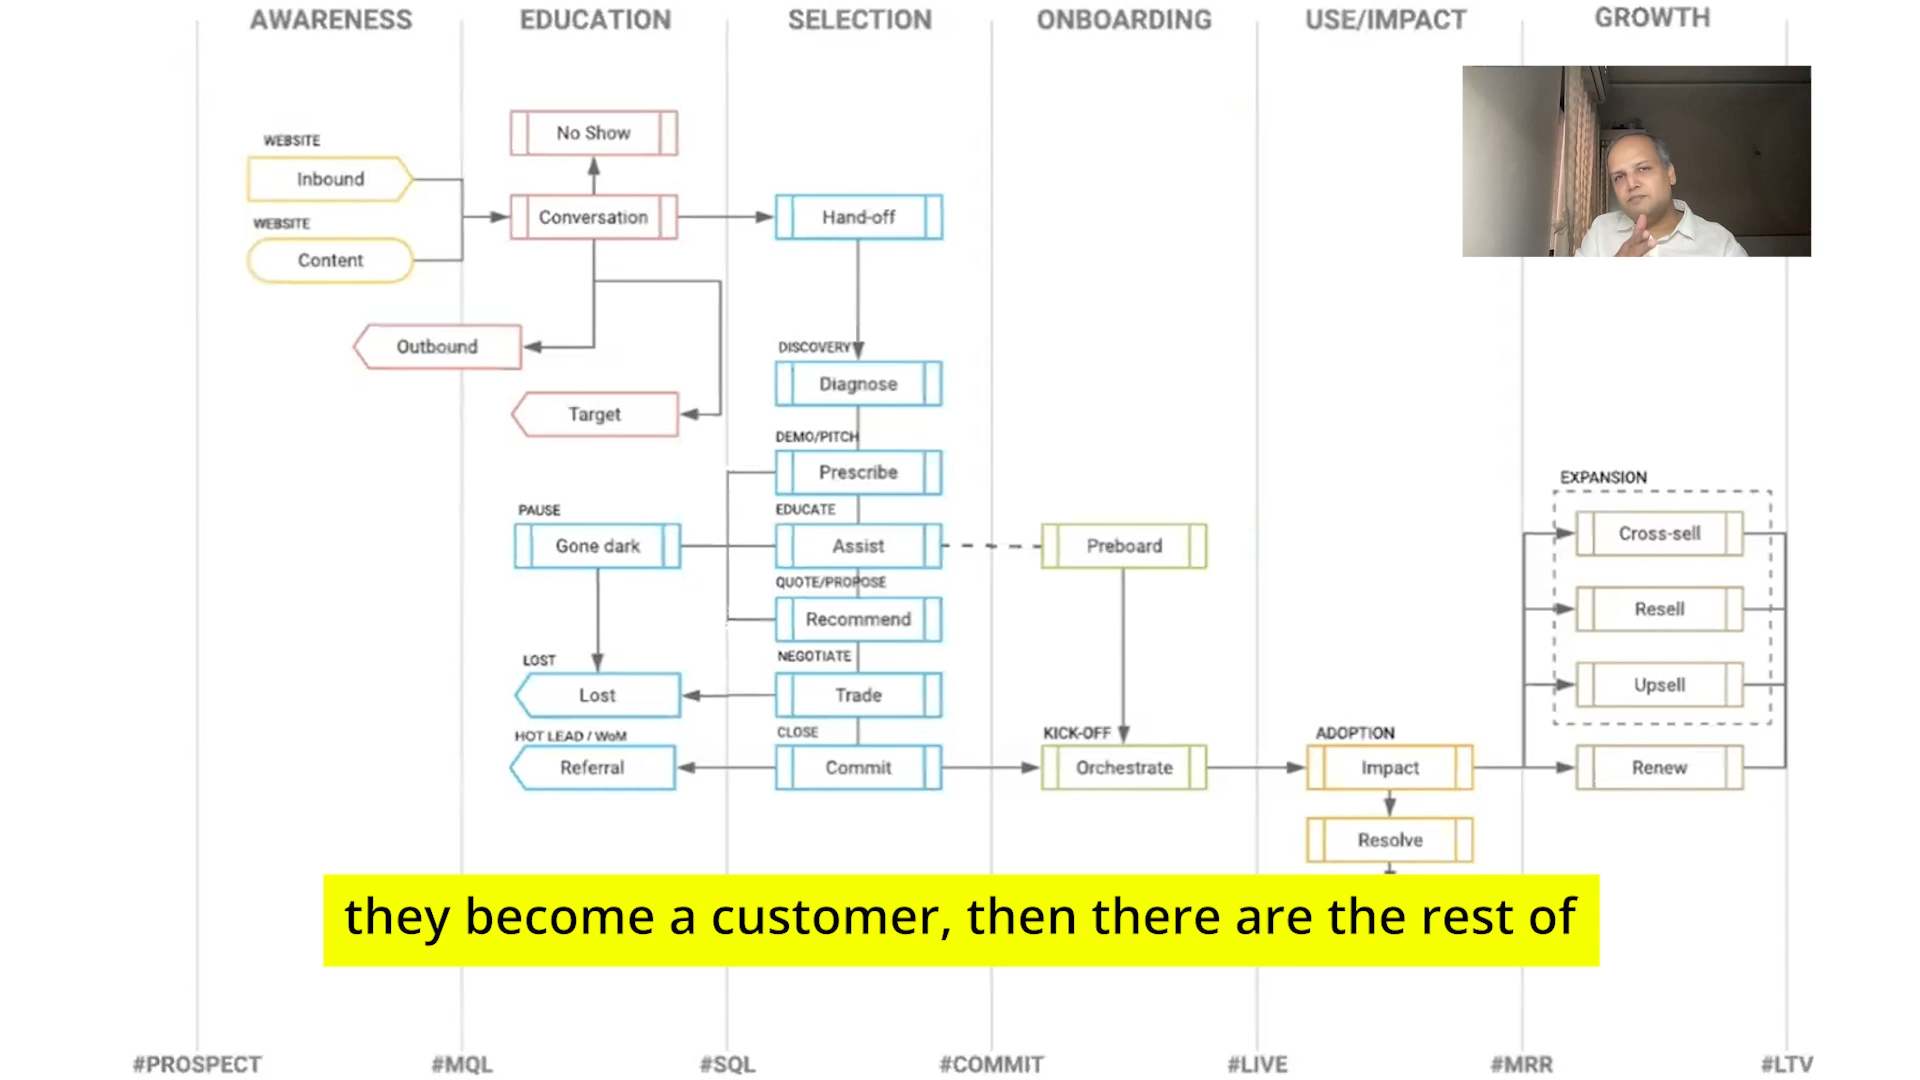 AWARENESS
EDUCATION
SELECTION
ONBOARDING
USE/IMPACT
GROWTH
WEBSITE
Inbound
WEBSITE
Content
No Show
Conversation
Hand-off
Outbound
Target
DISCOVERY
Diagnose
DEMO/PITCH
Prescribe
PAUSE
Gone dark
EDUCATE
Assist
Preboard
QUOTE/PROPOSE
Recommend
LOST
Lost
NEGOTIATE
Trade
HOT LEAD / WoM
Referral
CLOSE
Commit
KICK-OFF
Orchestrate
ADOPTION
Impact
Resolve
EXPANSION
Cross-sell
Resell
Upsell
Renew
they become a customer, then there are the rest of
#PROSPECT
#MQL
#SQL
#COMMIT
#LIVE
#MRR
#LTV